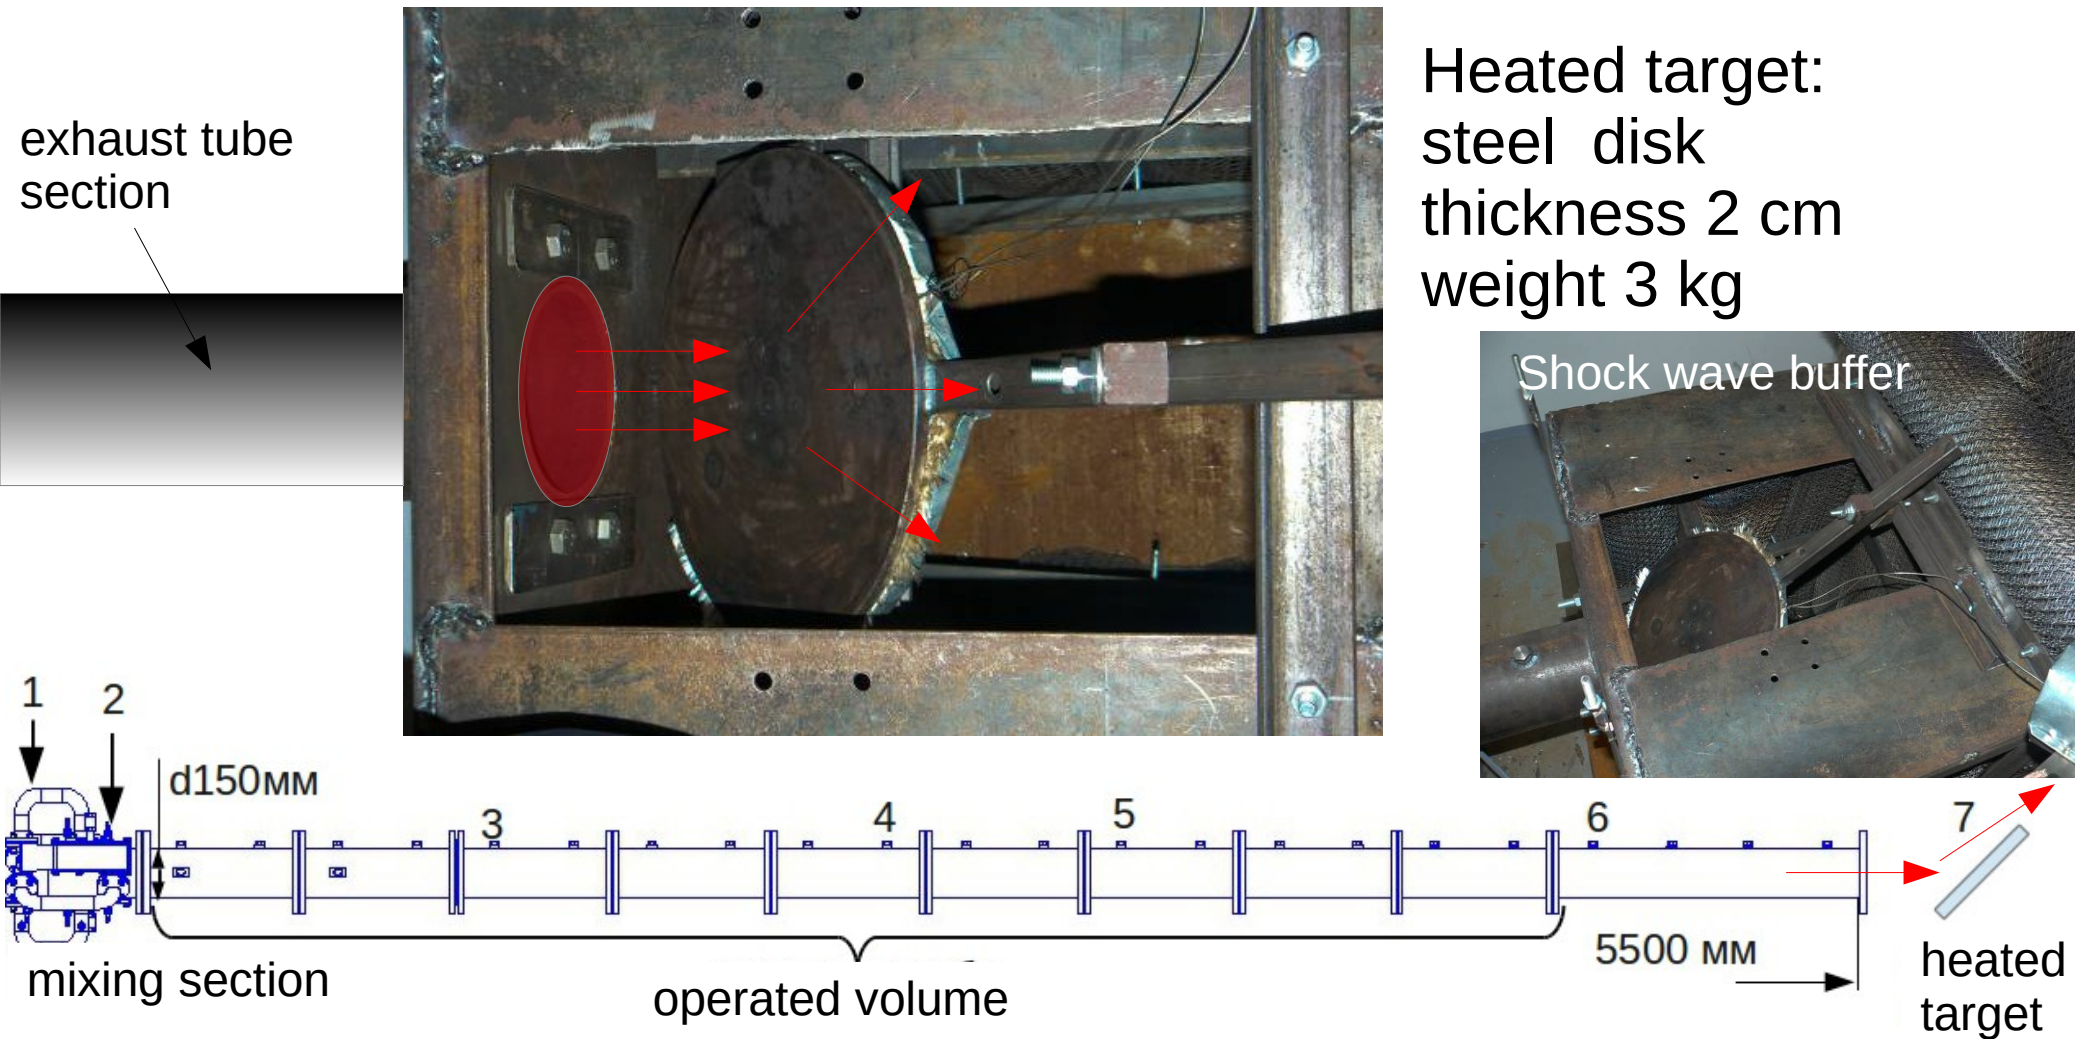 exhaust tube
section
Heated target:
steel disk
thickness 2 cm
weight 3 kg
Shock wave buffer
1
2
d150мм
3
4
5
6
7
5500 мм
mixing section
operated volume
heated
target